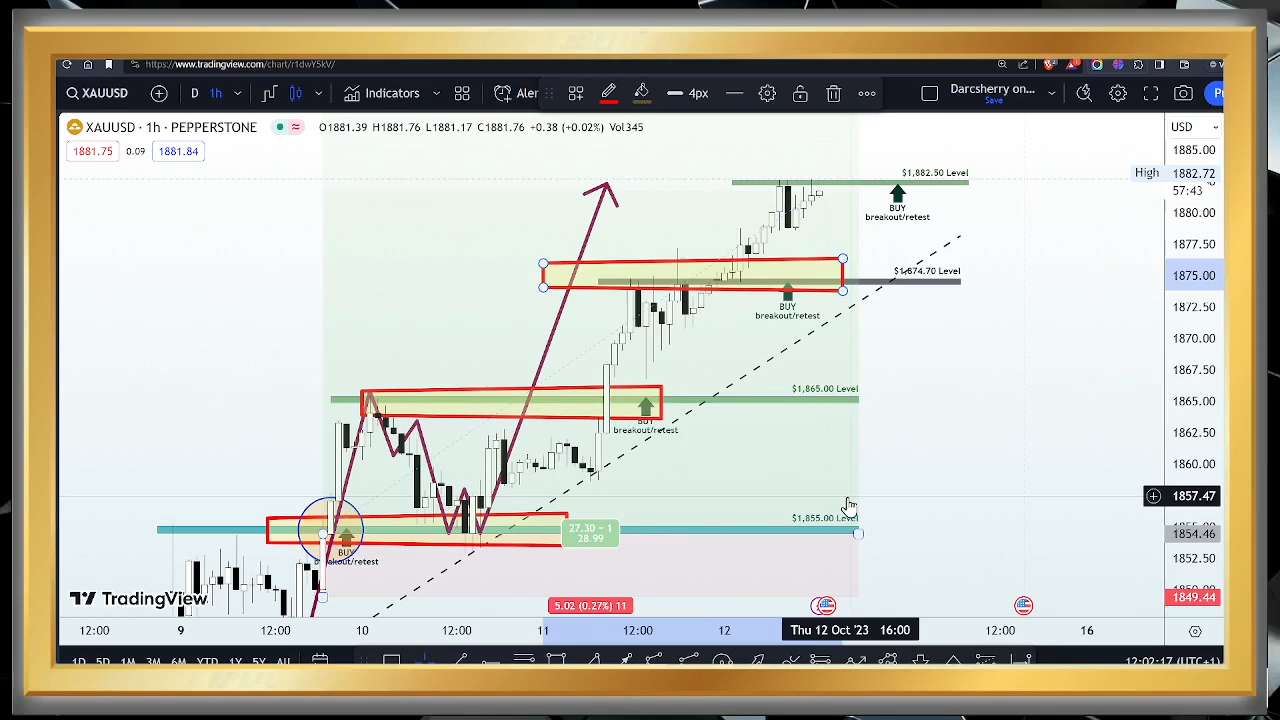 https://www.tradingview.com/chart/r1dwY5kV/
XAUUSD
D
1h
Indicators
Aler
4px
Darcsherry on...
Save
XAUUSD · 1h · PEPPERSTONE
O1881.39 H1881.76 L1881.17 C1881.76 +0.38 (+0.02%) Vol345
1881.75
0.09
1881.84
USD
1885.00
High 1882.72
57:43
1880.00
1877.50
1875.00
1872.50
1870.00
1867.50
1865.00
1862.50
1860.00
1857.47
1854.46
1852.50
1849.44
$1,882.50 Level
BUY
breakout/retest
$1,874.70 Level
BUY
breakout/retest
$1,865.00 Level
BUY
breakout/retest
$1,855.00 Level
27.30 ~ 1
28.99
BUY
breakout/retest
TradingView
5.02 (0.27%) 11
12:00
9
12:00
10
12:00
11
12:00
12
Thu 12 Oct '23 16:00
12:00
16
1D 5D 1M 3M 6M YTD 1Y 5Y All
12:02:17 (UTC+1)